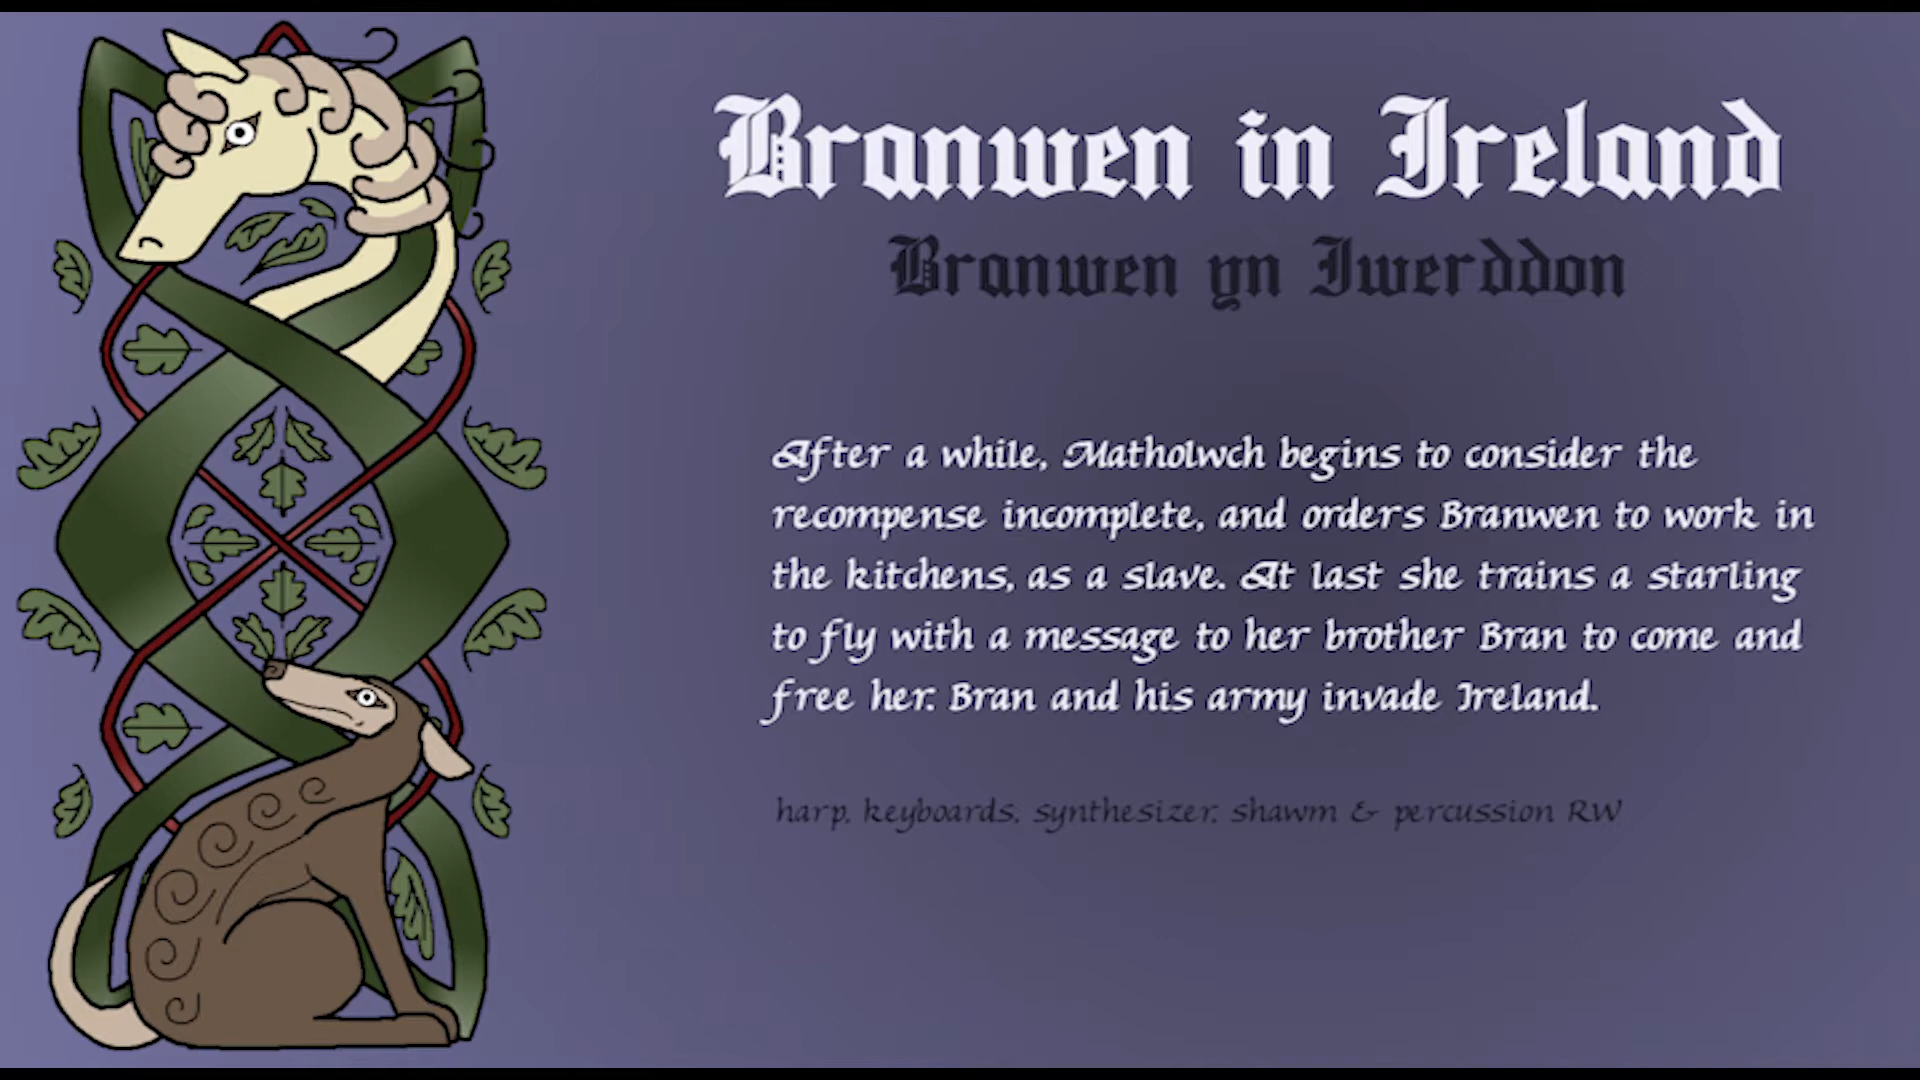 Branwen in Ireland
Branwen yn Iwerddon
After a while, Matholwch begins to consider the
recompense incomplete, and orders Branwen to work in
the kitchens, as a slave. At last she trains a starling
to fly with a message to her brother Bran to come and
free her. Bran and his army invade Ireland.
harp, keyboards, synthesizer, shawm & percussion RW